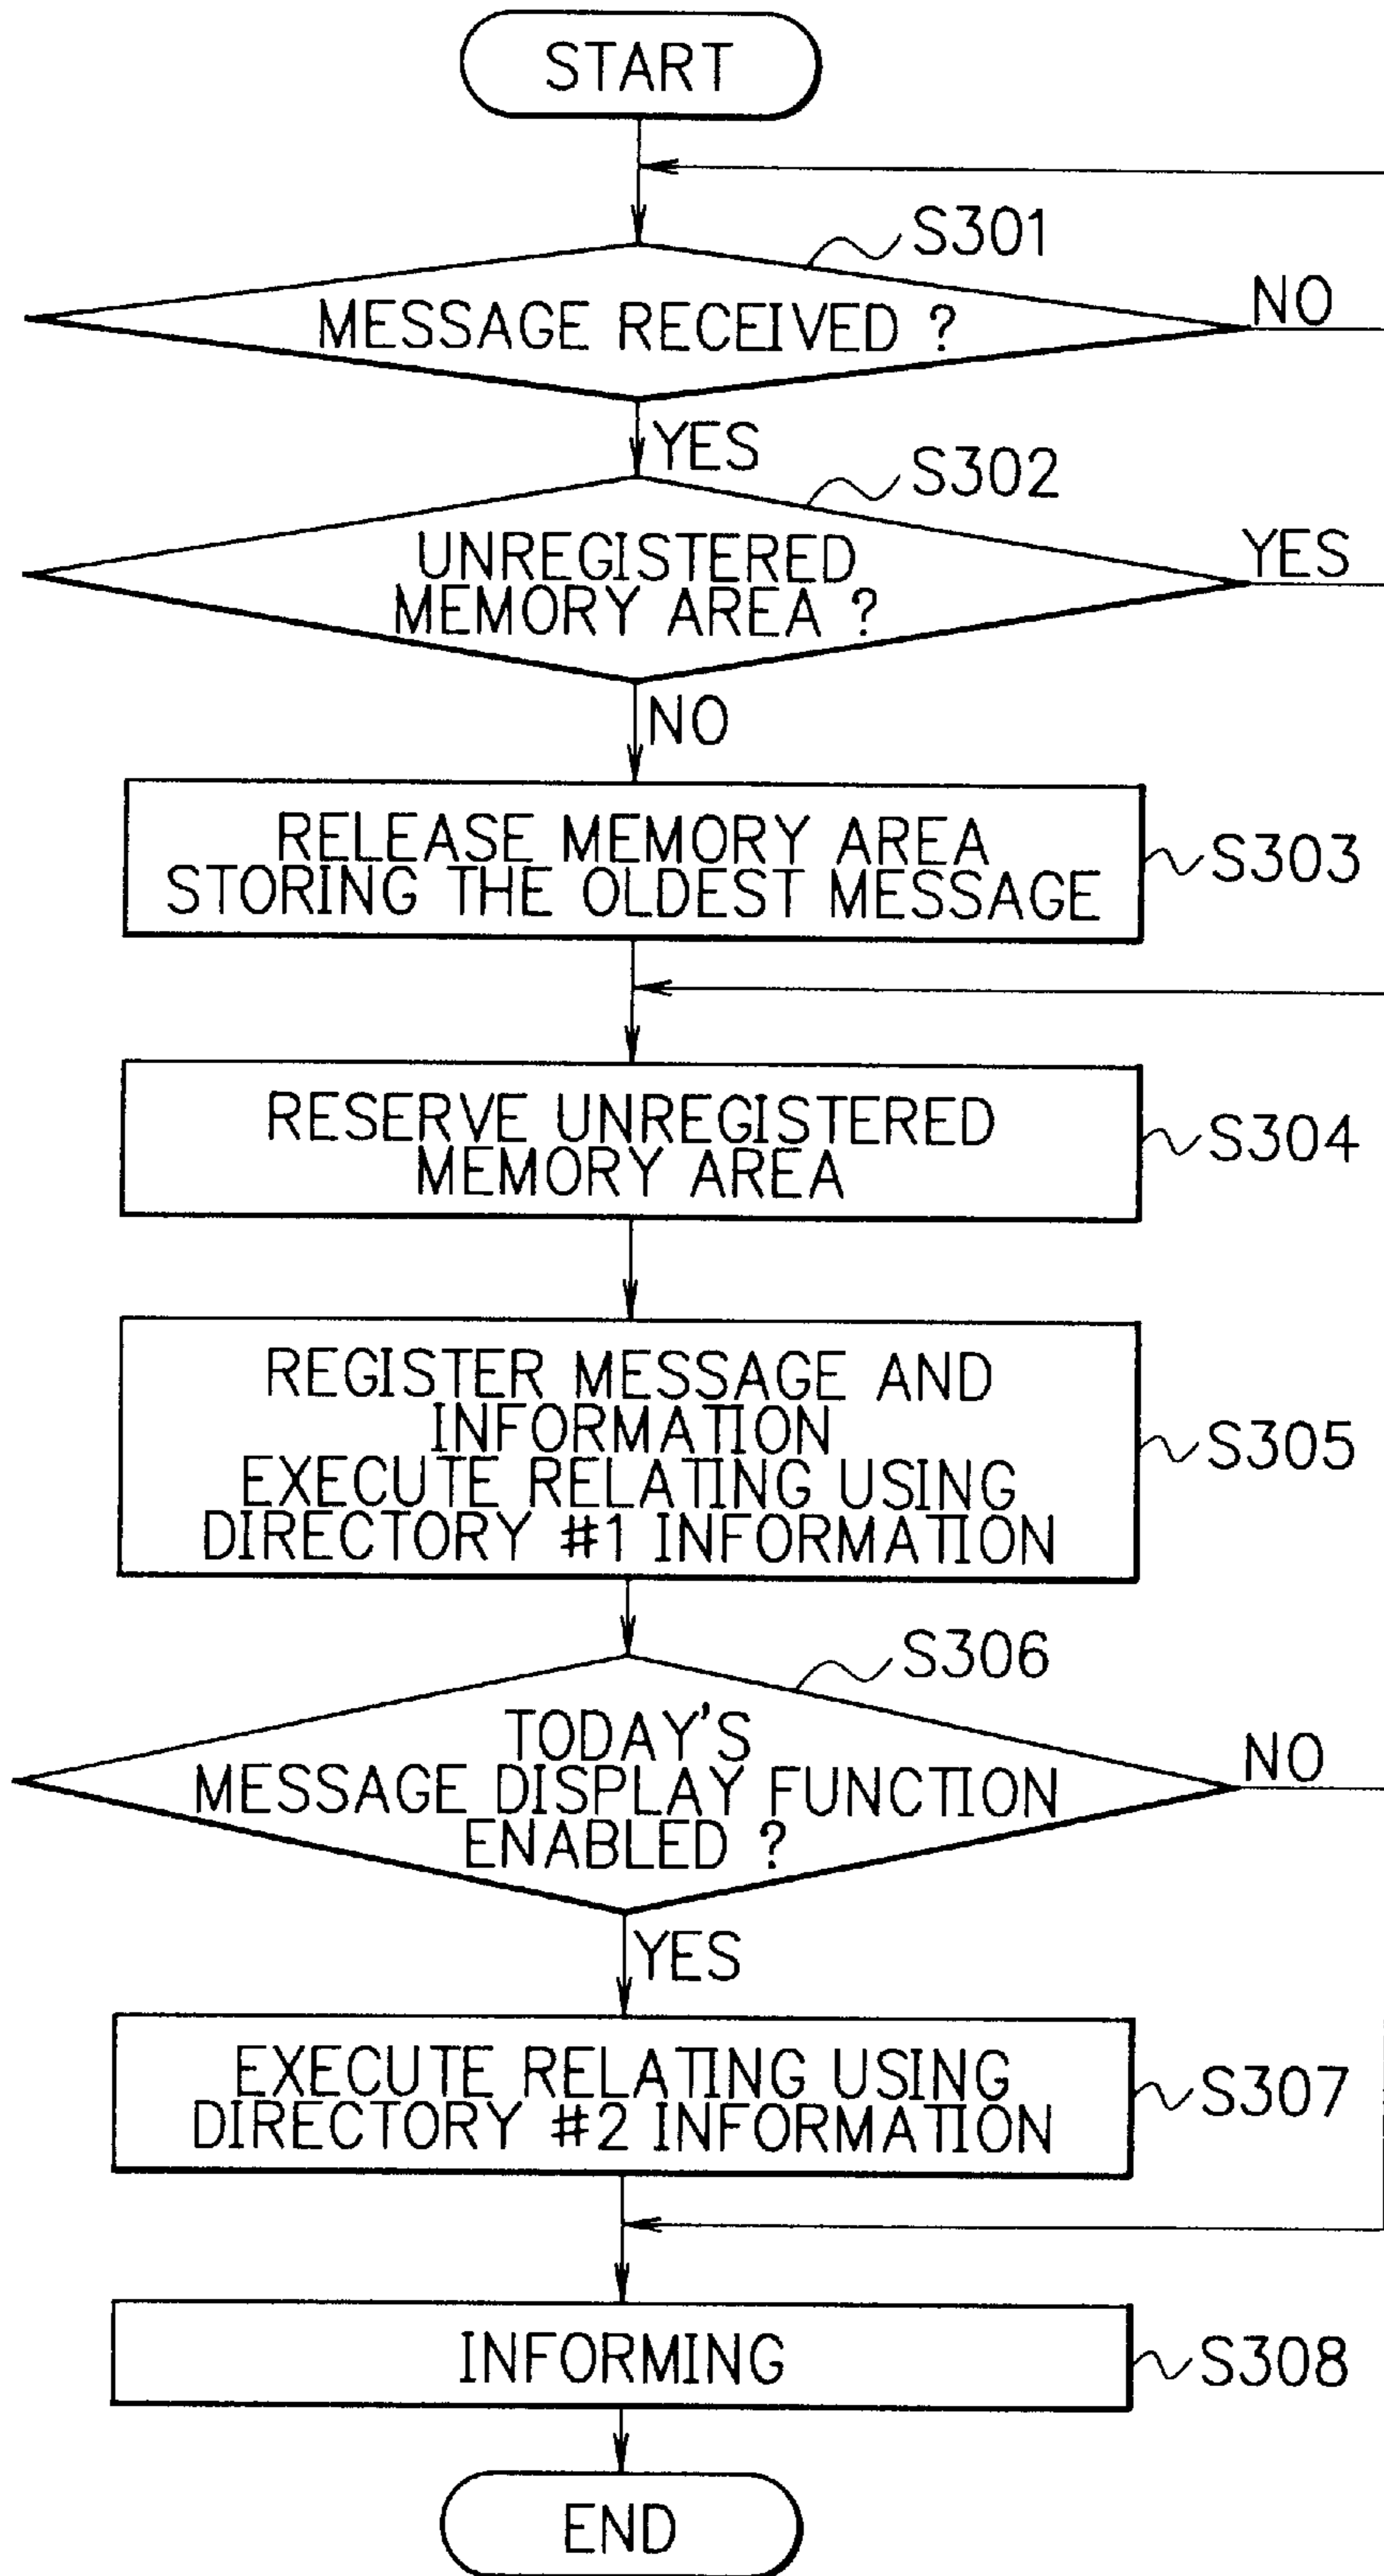 START
S301
MESSAGE RECEIVED ?
NO
YES
S302
UNREGISTERED
MEMORY AREA ?
YES
NO
RELEASE MEMORY AREA
STORING THE OLDEST MESSAGE
S303
RESERVE UNREGISTERED
MEMORY AREA
S304
REGISTER MESSAGE AND
INFORMATION
EXECUTE RELATING USING
DIRECTORY #1 INFORMATION
S305
S306
TODAY'S
MESSAGE DISPLAY FUNCTION
ENABLED ?
NO
YES
EXECUTE RELATING USING
DIRECTORY #2 INFORMATION
S307
INFORMING
S308
END